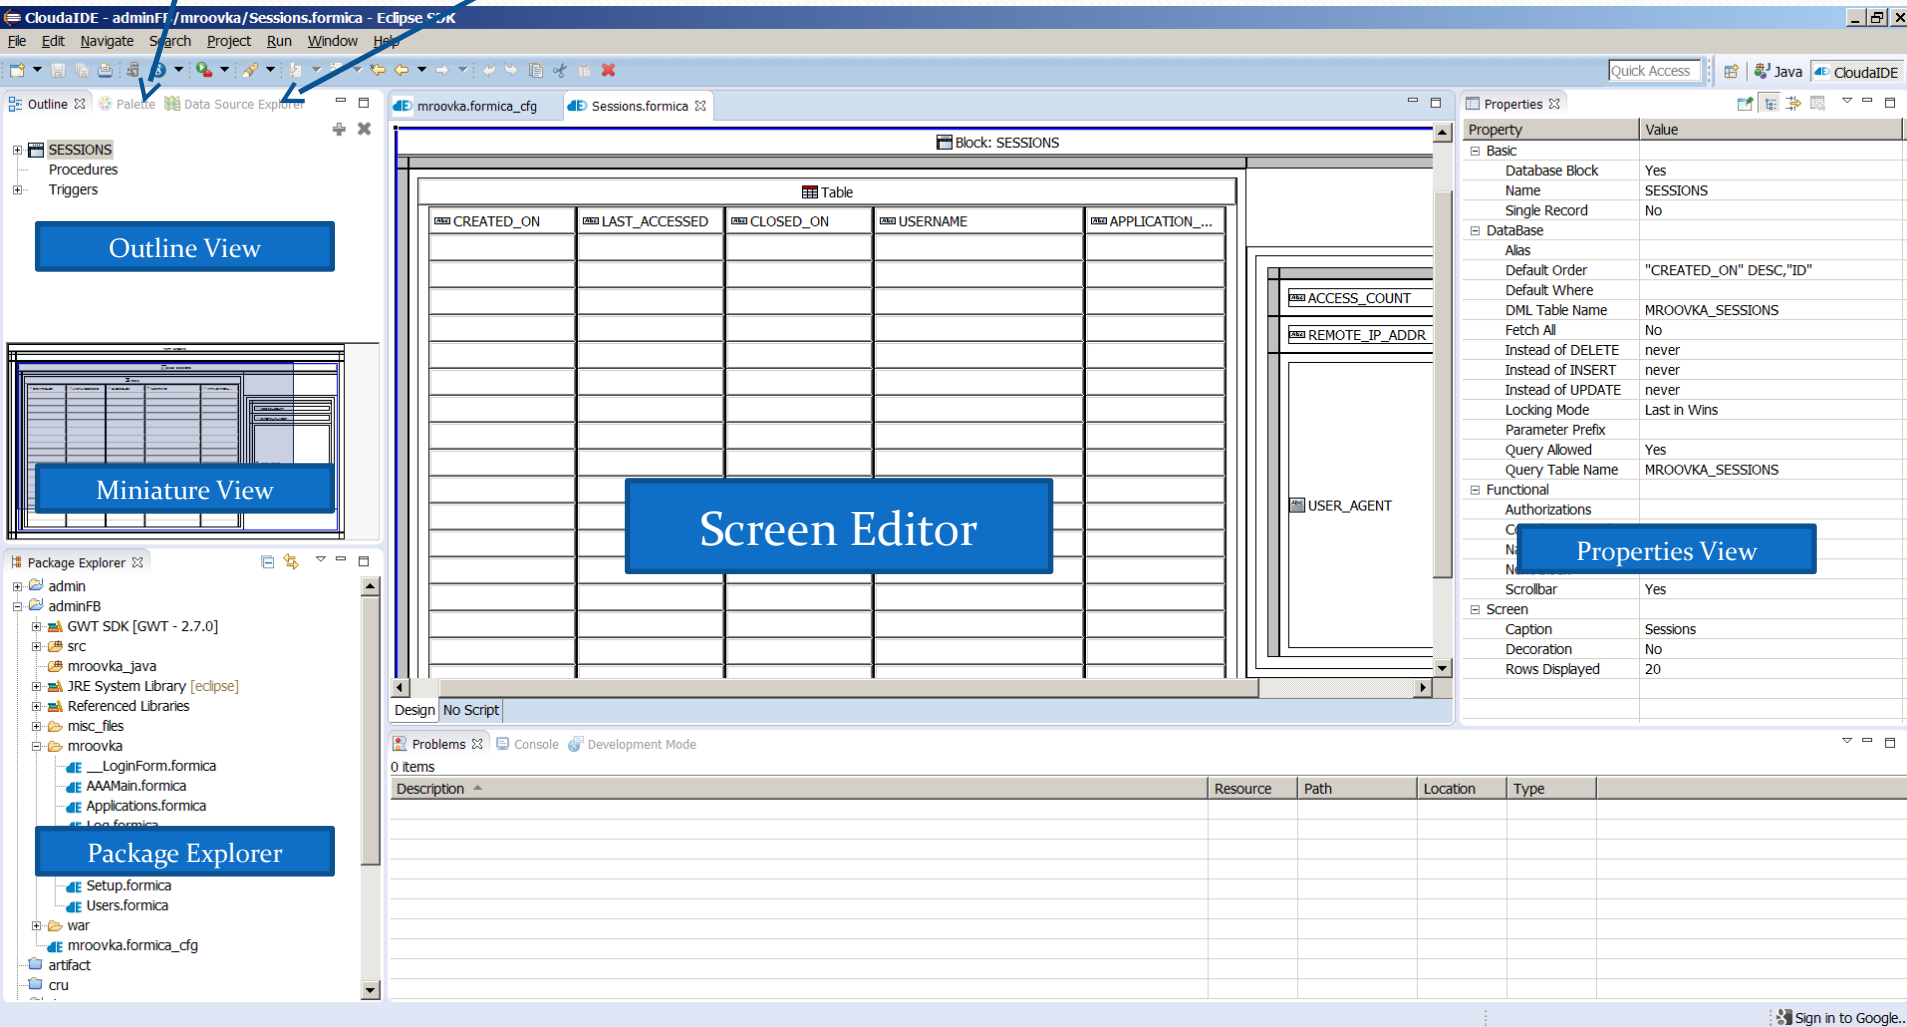 CloudaIDE - adminFB/mroovka/Sessions.formica - Eclipse SDK
File Edit Navigate Search Project Run Window Help
Quick Access Java CloudaIDE
Outline Palette Data Source Explorer
SESSIONS
Procedures
Triggers
Outline View
Miniature View
Package Explorer
admin
adminFB
GWT SDK [GWT - 2.7.0]
src
mroovka_java
JRE System Library [eclipse]
Referenced Libraries
misc_files
mroovka
__LoginForm.formica
AAAMain.formica
Applications.formica
Log.formica
Package Explorer
Setup.formica
Users.formica
war
mroovka.formica_cfg
artifact
cru
mroovka.formica_cfg Sessions.formica
Block: SESSIONS
Table
CREATED_ON LAST_ACCESSED CLOSED_ON USERNAME APPLICATION_...
ACCESS_COUNT
REMOTE_IP_ADDR
USER_AGENT
Screen Editor
Design No Script
Properties
Property Value
Basic
Database Block Yes
Name SESSIONS
Single Record No
DataBase
Alias
Default Order "CREATED_ON" DESC,"ID"
Default Where
DML Table Name MROOVKA_SESSIONS
Fetch All No
Instead of DELETE never
Instead of INSERT never
Instead of UPDATE never
Locking Mode Last in Wins
Parameter Prefix
Query Allowed Yes
Query Table Name MROOVKA_SESSIONS
Functional
Authorizations
Properties View
Scrollbar Yes
Screen
Caption Sessions
Decoration No
Rows Displayed 20
Problems Console Development Mode
0 items
Description Resource Path Location Type
Sign in to Google..